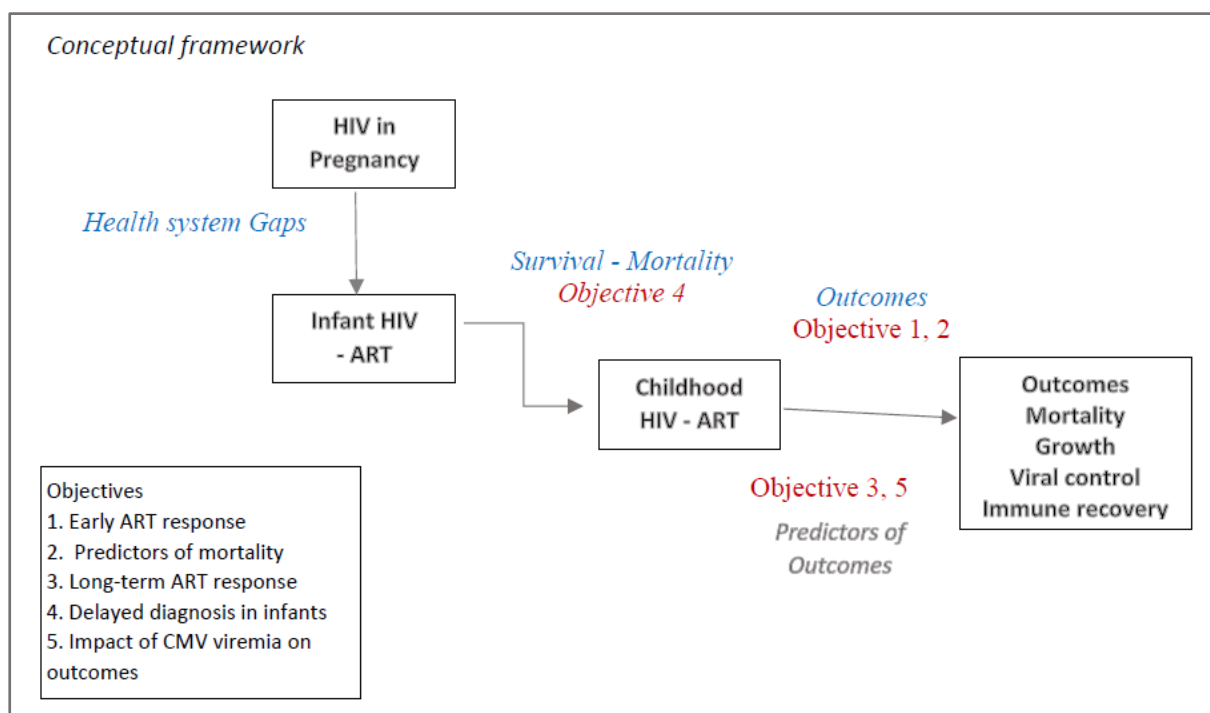 Conceptual framework
HIV in
Pregnancy
Health system Gaps
Survival - Mortality
Objective 4
Infant HIV
- ART
Outcomes
Objective 1, 2
Childhood
HIV - ART
Outcomes
Mortality
Growth
Viral control
Immune recovery
Objective 3, 5
Predictors of
Outcomes
Objectives
1. Early ART response
2. Predictors of mortality
3. Long-term ART response
4. Delayed diagnosis in infants
5. Impact of CMV viremia on
outcomes